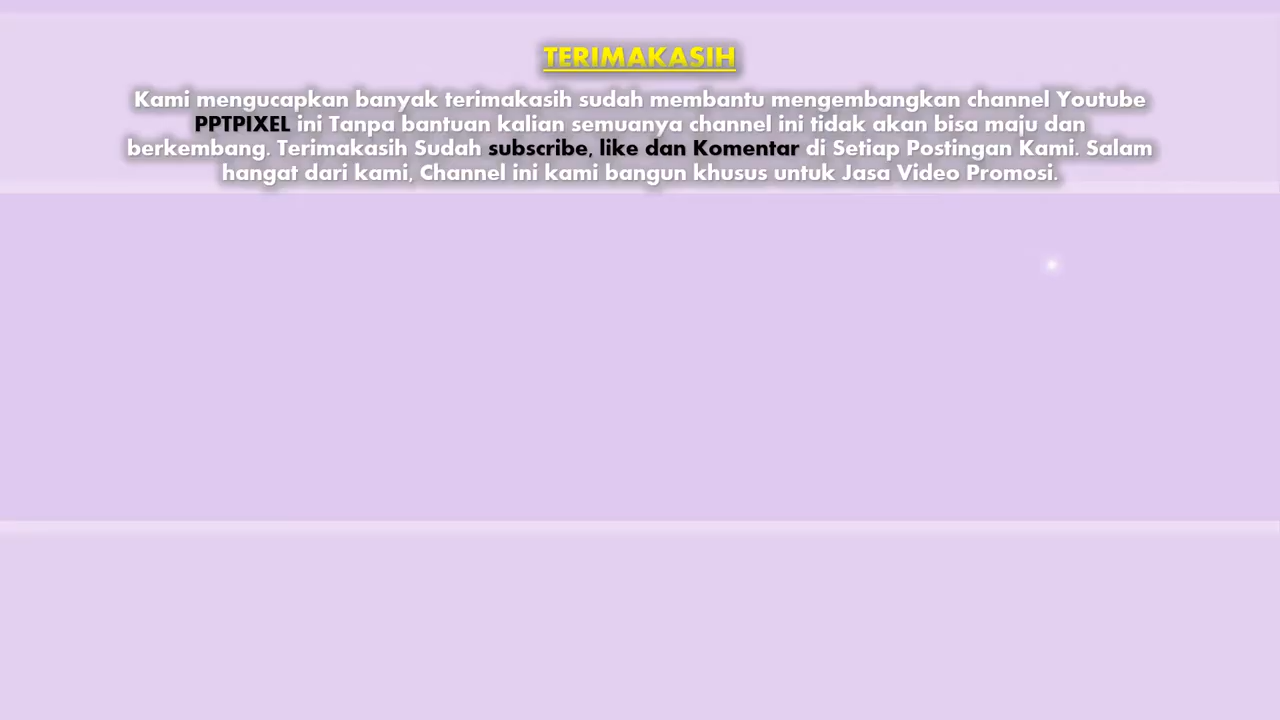 TERIMAKASIH
Kami mengucapkan banyak terimakasih sudah membantu mengembangkan channel Youtube
PPTPIXEL ini Tanpa bantuan kalian semuanya channel ini tidak akan bisa maju dan
berkembang. Terimakasih Sudah subscribe, like dan Komentar di Setiap Postingan Kami. Salam
hangat dari kami, Channel ini kami bangun khusus untuk Jasa Video Promosi.